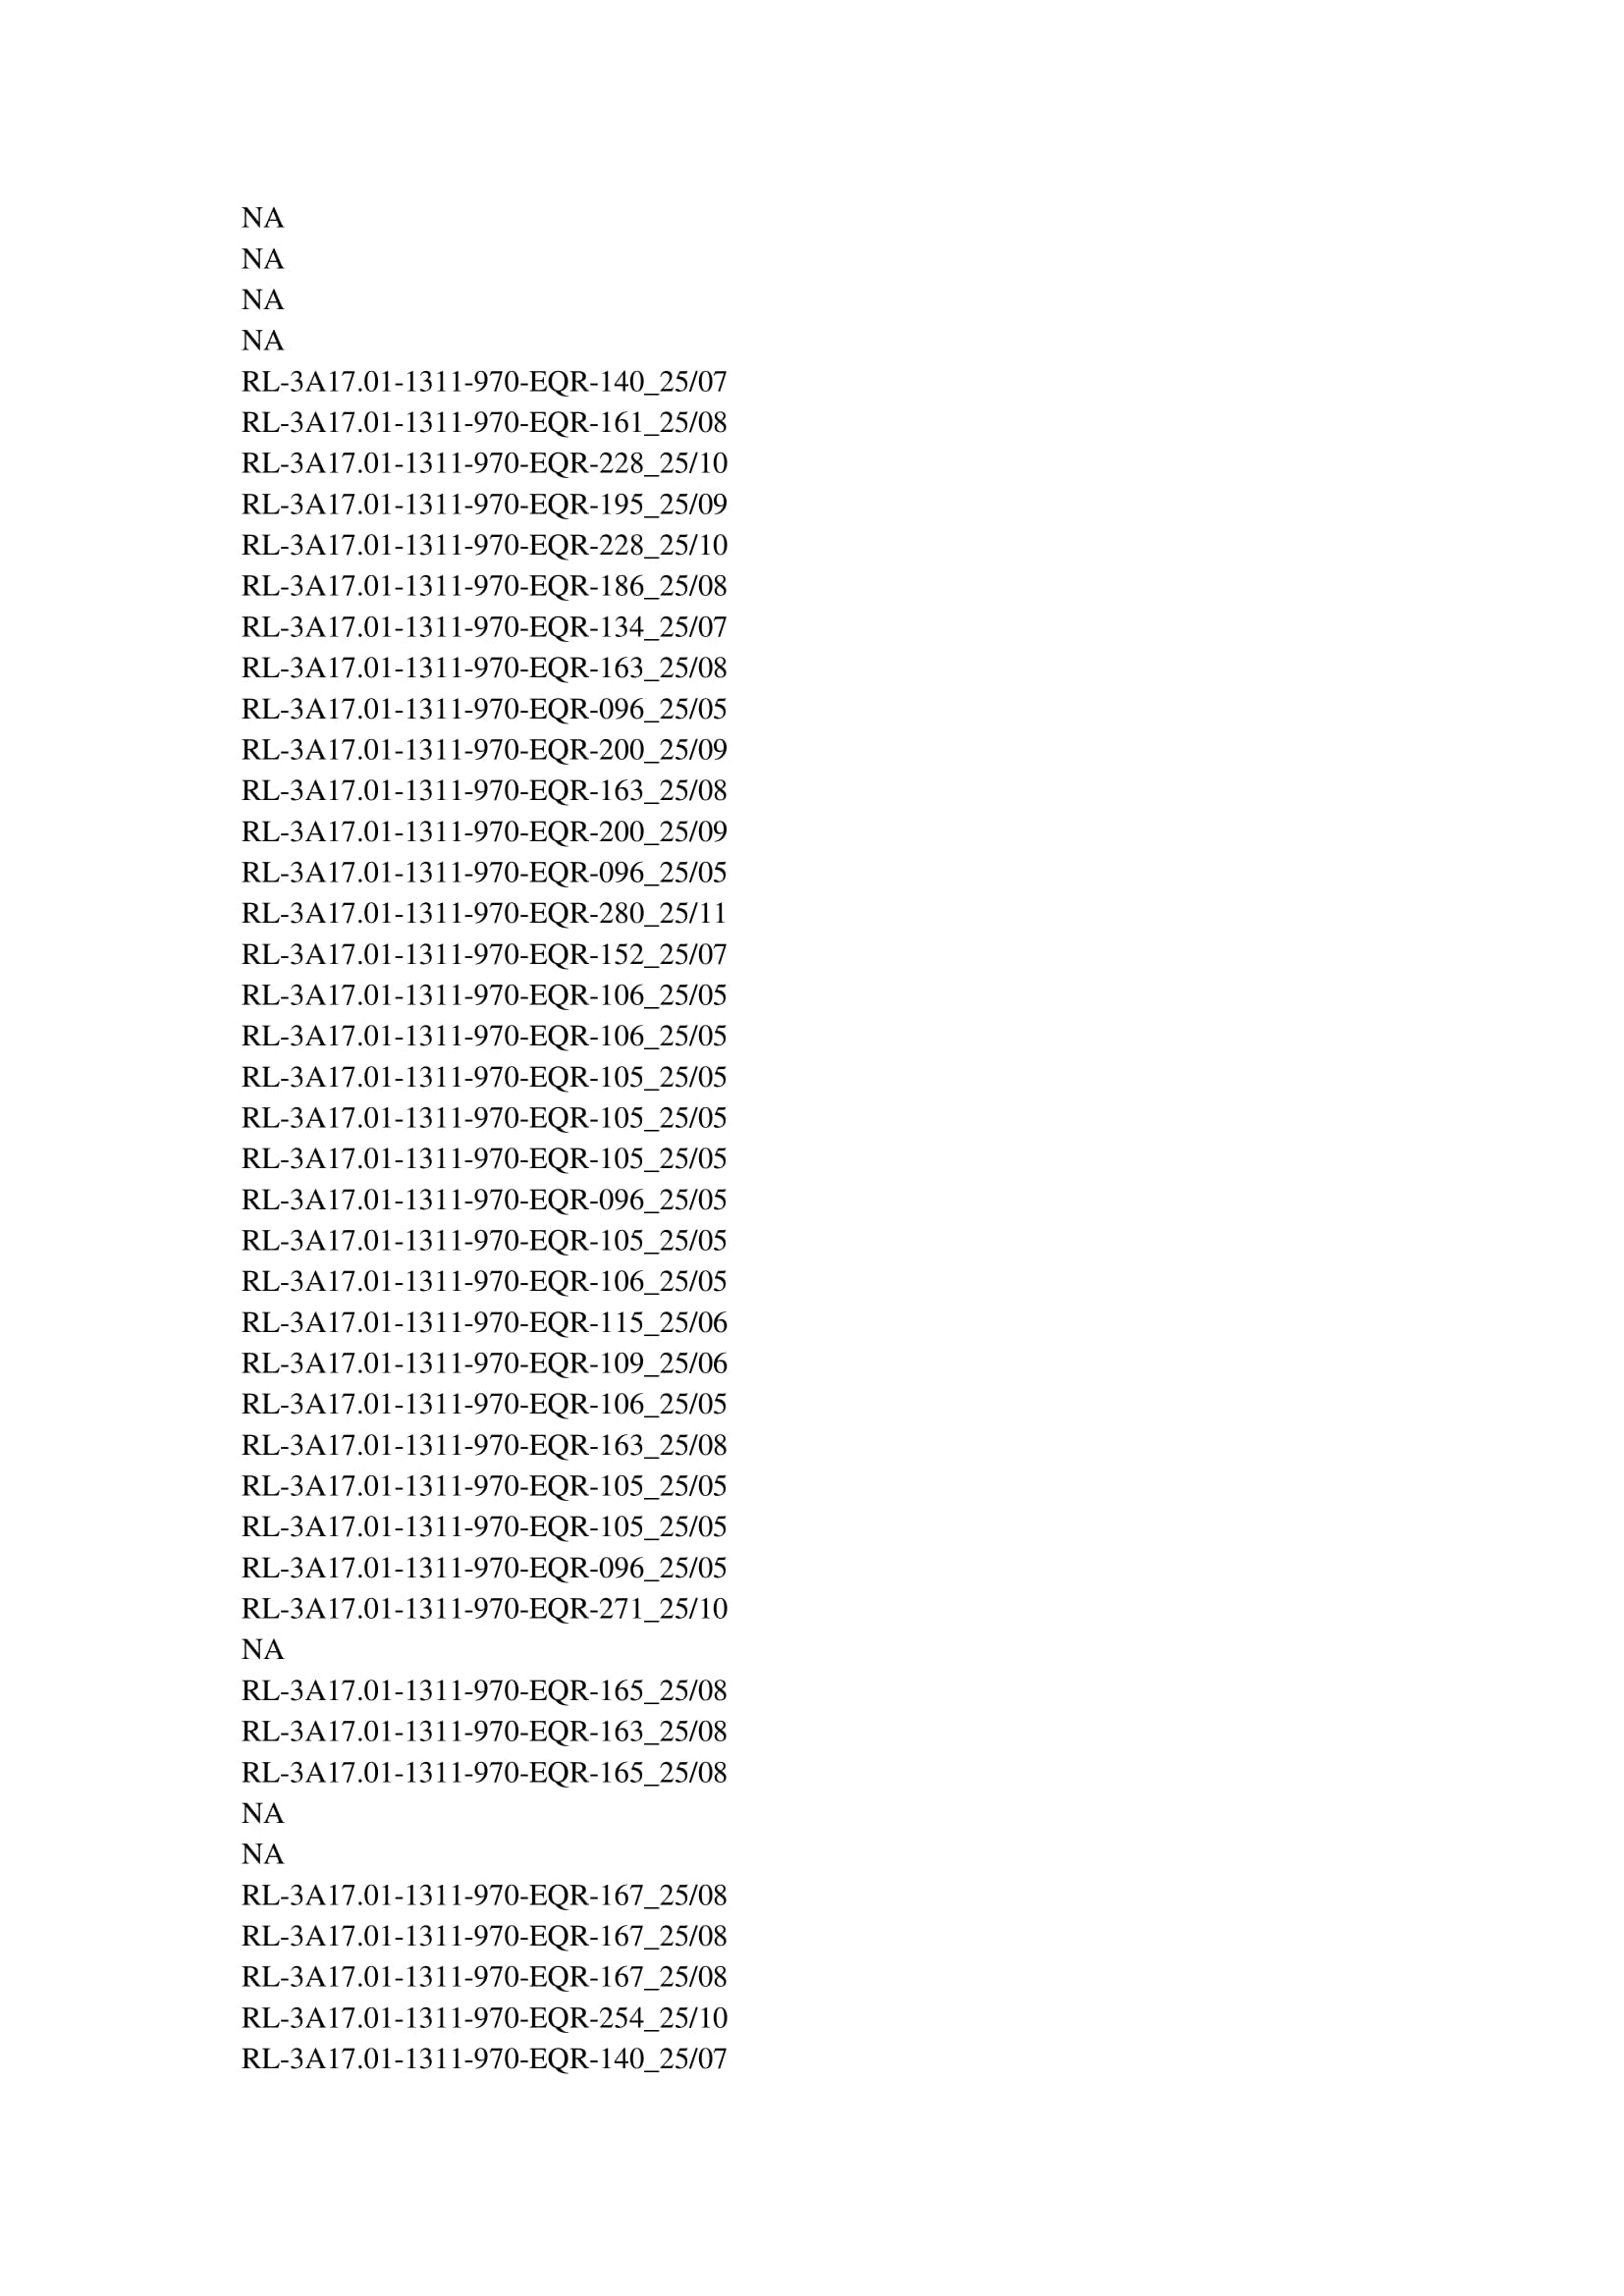 NA
NA
NA
NA
RL-3A17.01-1311-970-EQR-140_25/07
RL-3A17.01-1311-970-EQR-161_25/08
RL-3A17.01-1311-970-EQR-228_25/10
RL-3A17.01-1311-970-EQR-195_25/09
RL-3A17.01-1311-970-EQR-228_25/10
RL-3A17.01-1311-970-EQR-186_25/08
RL-3A17.01-1311-970-EQR-134_25/07
RL-3A17.01-1311-970-EQR-163_25/08
RL-3A17.01-1311-970-EQR-096_25/05
RL-3A17.01-1311-970-EQR-200_25/09
RL-3A17.01-1311-970-EQR-163_25/08
RL-3A17.01-1311-970-EQR-200_25/09
RL-3A17.01-1311-970-EQR-096_25/05
RL-3A17.01-1311-970-EQR-280_25/11
RL-3A17.01-1311-970-EQR-152_25/07
RL-3A17.01-1311-970-EQR-106_25/05
RL-3A17.01-1311-970-EQR-106_25/05
RL-3A17.01-1311-970-EQR-105_25/05
RL-3A17.01-1311-970-EQR-105_25/05
RL-3A17.01-1311-970-EQR-105_25/05
RL-3A17.01-1311-970-EQR-096_25/05
RL-3A17.01-1311-970-EQR-105_25/05
RL-3A17.01-1311-970-EQR-106_25/05
RL-3A17.01-1311-970-EQR-115_25/06
RL-3A17.01-1311-970-EQR-109_25/06
RL-3A17.01-1311-970-EQR-106_25/05
RL-3A17.01-1311-970-EQR-163_25/08
RL-3A17.01-1311-970-EQR-105_25/05
RL-3A17.01-1311-970-EQR-105_25/05
RL-3A17.01-1311-970-EQR-096_25/05
RL-3A17.01-1311-970-EQR-271_25/10
NA
RL-3A17.01-1311-970-EQR-165_25/08
RL-3A17.01-1311-970-EQR-163_25/08
RL-3A17.01-1311-970-EQR-165_25/08
NA
NA
RL-3A17.01-1311-970-EQR-167_25/08
RL-3A17.01-1311-970-EQR-167_25/08
RL-3A17.01-1311-970-EQR-167_25/08
RL-3A17.01-1311-970-EQR-254_25/10
RL-3A17.01-1311-970-EQR-140_25/07